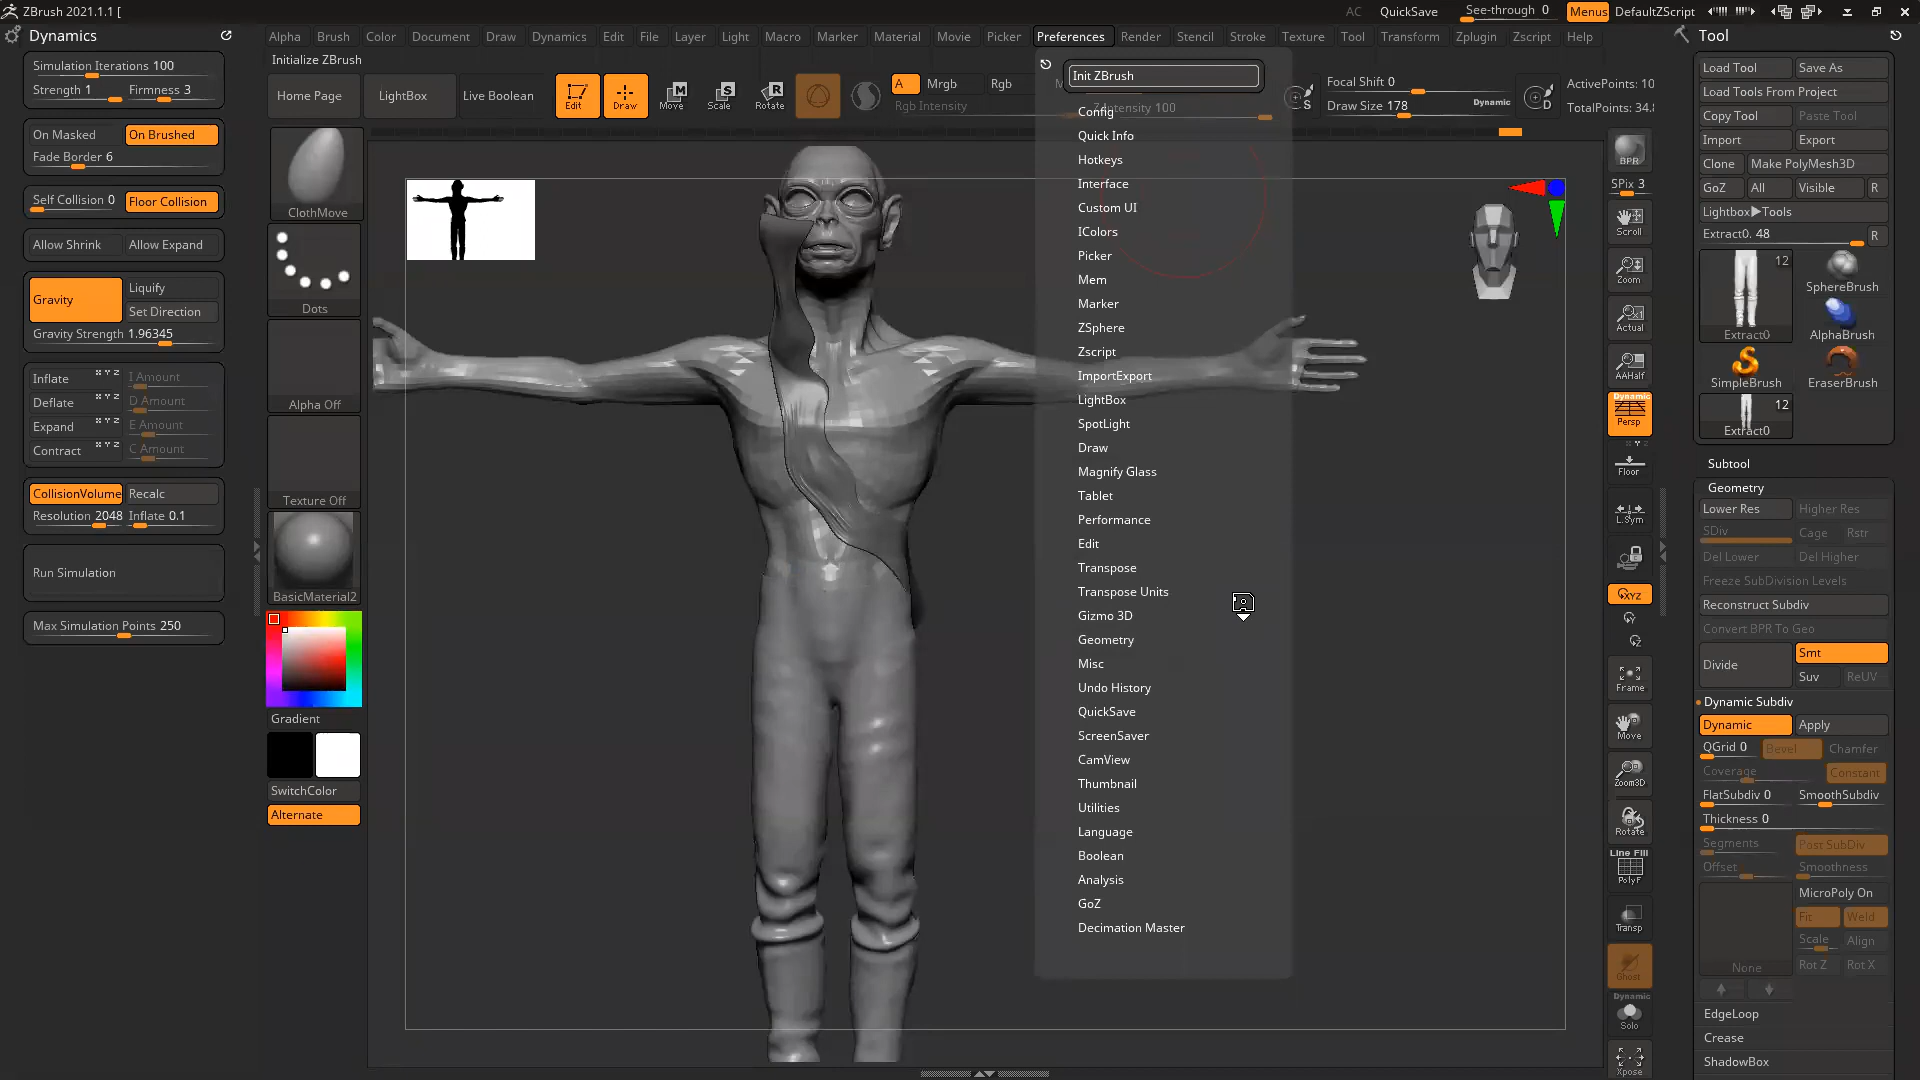 ZBrush 2021.1.1 [
AC QuickSave See-through 0 Menus DefaultZScript
Dynamics
Alpha Brush Color Document Draw Dynamics Edit File Layer Light Macro Marker Material Movie Picker Preferences Render Stencil Stroke Texture Tool Transform Zplugin Zscript Help
Tool
Initialize ZBrush
Simulation Iterations 100
Strength 1 Firmness 3
On Masked On Brushed
Fade Border 6
Self Collision 0 Floor Collision
Allow Shrink Allow Expand
Gravity
Liquify
Set Direction
Gravity Strength 1.96345
Inflate X Y Z I Amount
Deflate X Y Z D Amount
Expand X Y Z E Amount
Contract X Y Z C Amount
CollisionVolume Recalc
Resolution 2048 Inflate 0.1
Run Simulation
Max Simulation Points 250
Home Page LightBox Live Boolean
Edit Draw Move Scale Rotate
M S R
A Mrgb Rgb M
Rgb Intensity
Z Intensity 100
S
Focal Shift 0
Draw Size 178 Dynamic
D
ActivePoints: 10
TotalPoints: 34.8
ClothMove
Dots
Alpha Off
Texture Off
BasicMaterial2
Gradient
SwitchColor
Alternate
Init ZBrush
Config
Quick Info
Hotkeys
Interface
Custom UI
IColors
Picker
Mem
Marker
ZSphere
Zscript
ImportExport
LightBox
SpotLight
Draw
Magnify Glass
Tablet
Performance
Edit
Transpose
Transpose Units
Gizmo 3D
Geometry
Misc
Undo History
QuickSave
ScreenSaver
CamView
Thumbnail
Utilities
Language
Boolean
Analysis
GoZ
Decimation Master
BPR
SPix 3
Scroll
Zoom
Actual
AAHalf
Dynamic
Persp
Floor
L.Sym
XYZ
Frame
Move
Zoom3D
Rotate
Line Fill
PolyF
Transp
Ghost
Dynamic
Solo
Xpose
Load Tool Save As
Load Tools From Project
Copy Tool Paste Tool
Import Export
Clone Make PolyMesh3D
GoZ All Visible R
Lightbox▶Tools
Extract0. 48 R
12
Extract0
SphereBrush
AlphaBrush
SimpleBrush EraserBrush
12
Extract0
Subtool
Geometry
Lower Res Higher Res
SDiv Cage Rstr
Del Lower Del Higher
Freeze SubDivision Levels
Reconstruct Subdiv
Convert BPR To Geo
Divide Smt
Suv ReUV
Dynamic Subdiv
Dynamic Apply
QGrid 0 Bevel Chamfer
Coverage Constant
FlatSubdiv 0 SmoothSubdiv
Thickness 0
Segments Post SubDiv
Offset Smoothness
MicroPoly On
Fit Weld
Scale Align
None Rot Z Rot X
EdgeLoop
Crease
ShadowBox